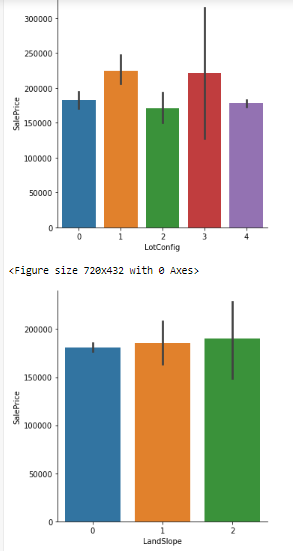 300000
250000
200000
150000
100000
50000
0
SalePrice
0 1 2 3 4
LotConfig
<Figure size 720x432 with 0 Axes>
200000
150000
100000
50000
0
SalePrice
0 1 2
LandSlope